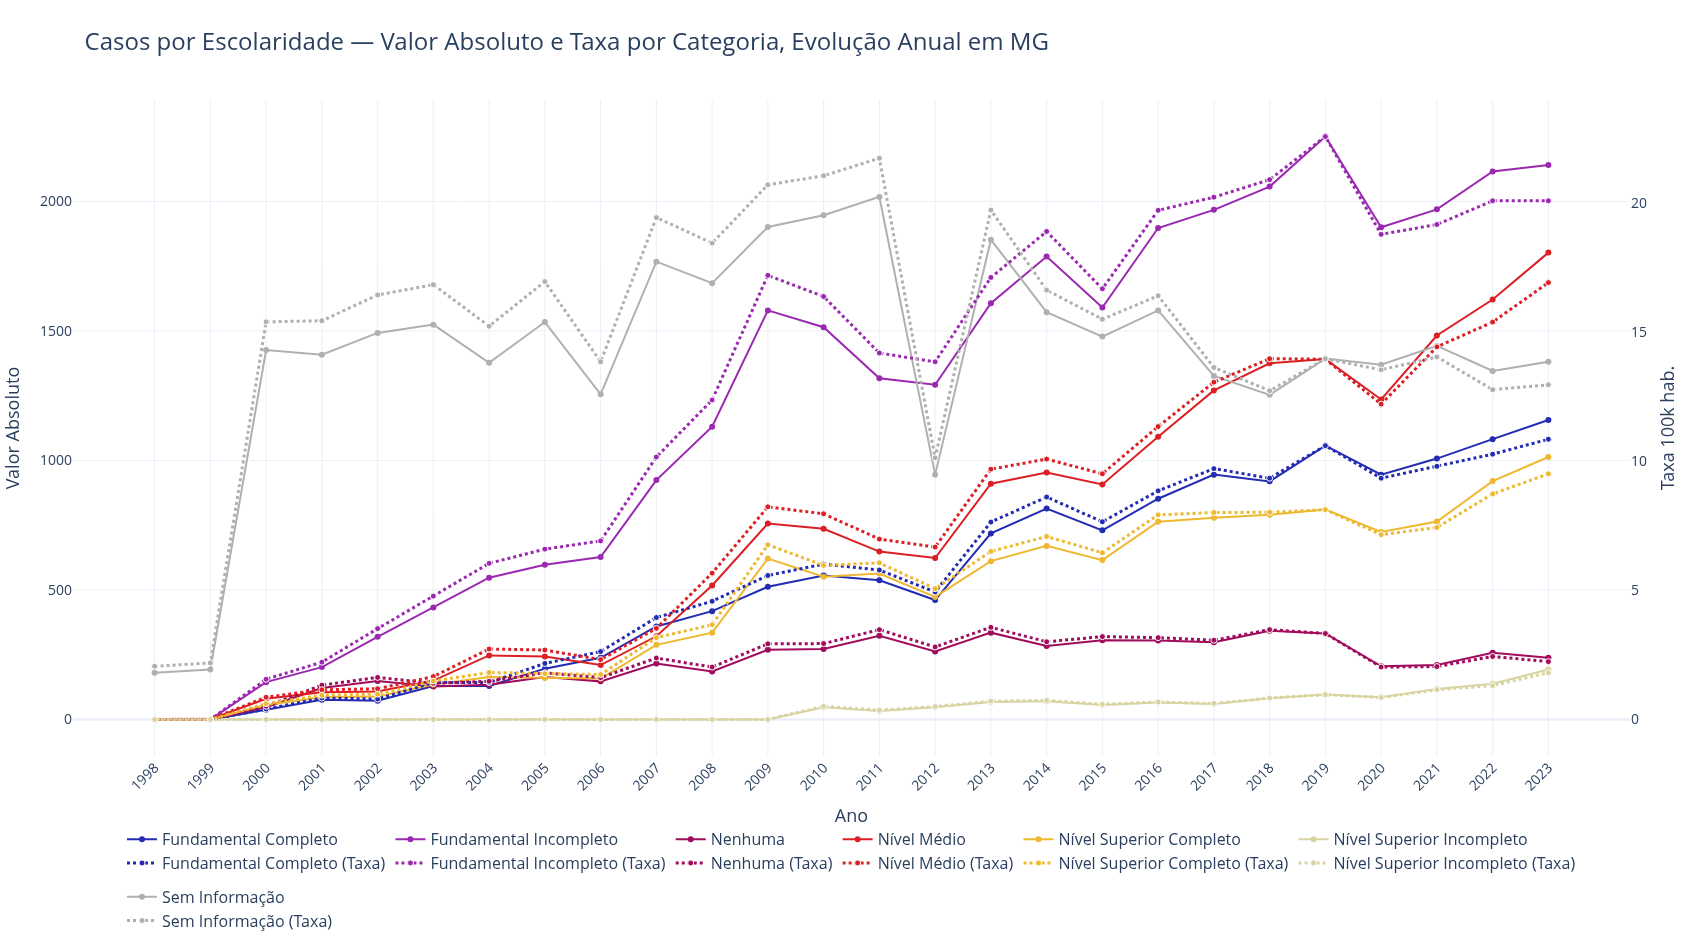 Casos por Escolaridade — Valor Absoluto e Taxa por Categoria, Evolução Anual em MG
Valor Absoluto
2000
1500
1000
500
0
Taxa 100k hab.
20
15
10
5
0
1998
1999
2000
2001
2002
2003
2004
2005
2006
2007
2008
2009
2010
2011
2012
2013
2014
2015
2016
2017
2018
2019
2020
2021
2022
2023
Ano
Fundamental Completo
Fundamental Incompleto
Nenhuma
Nível Médio
Nível Superior Completo
Nível Superior Incompleto
Fundamental Completo (Taxa)
Fundamental Incompleto (Taxa)
Nenhuma (Taxa)
Nível Médio (Taxa)
Nível Superior Completo (Taxa)
Nível Superior Incompleto (Taxa)
Sem Informação
Sem Informação (Taxa)